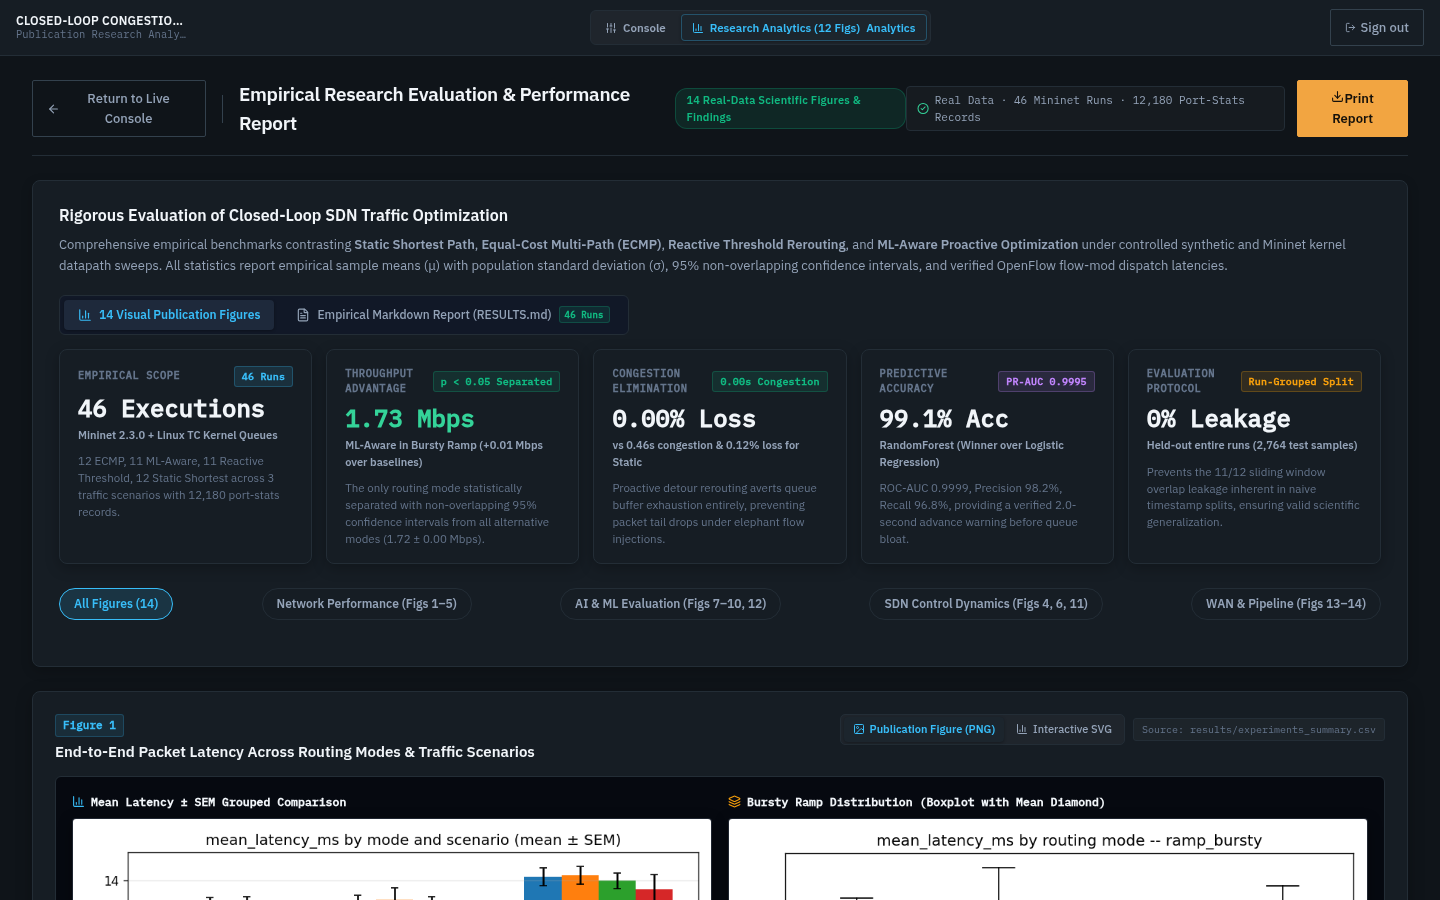 CLOSED-LOOP CONGESTIO...
Publication Research Analy...
Console
Research Analytics (12 Figs) Analytics
Sign out
Return to Live
Console
Empirical Research Evaluation & Performance
Report
14 Real-Data Scientific Figures &
Findings
Real Data · 46 Mininet Runs · 12,180 Port-Stats
Records
Print
Report
Rigorous Evaluation of Closed-Loop SDN Traffic Optimization
Comprehensive empirical benchmarks contrasting Static Shortest Path, Equal-Cost Multi-Path (ECMP), Reactive Threshold Rerouting, and ML-Aware Proactive Optimization under controlled synthetic and Mininet kernel
datapath sweeps. All statistics report empirical sample means (μ) with population standard deviation (σ), 95% non-overlapping confidence intervals, and verified OpenFlow flow-mod dispatch latencies.
14 Visual Publication Figures
Empirical Markdown Report (RESULTS.md)
46 Runs
EMPIRICAL SCOPE
46 Runs
46 Executions
Mininet 2.3.0 + Linux TC Kernel Queues
12 ECMP, 11 ML-Aware, 11 Reactive
Threshold, 12 Static Shortest across 3
traffic scenarios with 12,180 port-stats
records.
THROUGHPUT
ADVANTAGE
p < 0.05 Separated
1.73 Mbps
ML-Aware in Bursty Ramp (+0.01 Mbps
over baselines)
The only routing mode statistically
separated with non-overlapping 95%
confidence intervals from all alternative
modes (1.72 ± 0.00 Mbps).
CONGESTION
ELIMINATION
0.00s Congestion
0.00% Loss
vs 0.46s congestion & 0.12% loss for
Static
Proactive detour rerouting averts queue
buffer exhaustion entirely, preventing
packet tail drops under elephant flow
injections.
PREDICTIVE
ACCURACY
PR-AUC 0.9995
99.1% Acc
RandomForest (Winner over Logistic
Regression)
ROC-AUC 0.9999, Precision 98.2%,
Recall 96.8%, providing a verified 2.0-
second advance warning before queue
bloat.
EVALUATION
PROTOCOL
Run-Grouped Split
0% Leakage
Held-out entire runs (2,764 test samples)
Prevents the 11/12 sliding window
overlap leakage inherent in naive
timestamp splits, ensuring valid scientific
generalization.
All Figures (14)
Network Performance (Figs 1–5)
AI & ML Evaluation (Figs 7–10, 12)
SDN Control Dynamics (Figs 4, 6, 11)
WAN & Pipeline (Figs 13–14)
Figure 1
End-to-End Packet Latency Across Routing Modes & Traffic Scenarios
Publication Figure (PNG)
Interactive SVG
Source: results/experiments_summary.csv
Mean Latency ± SEM Grouped Comparison
mean_latency_ms by mode and scenario (mean ± SEM)
14
Bursty Ramp Distribution (Boxplot with Mean Diamond)
mean_latency_ms by routing mode -- ramp_bursty